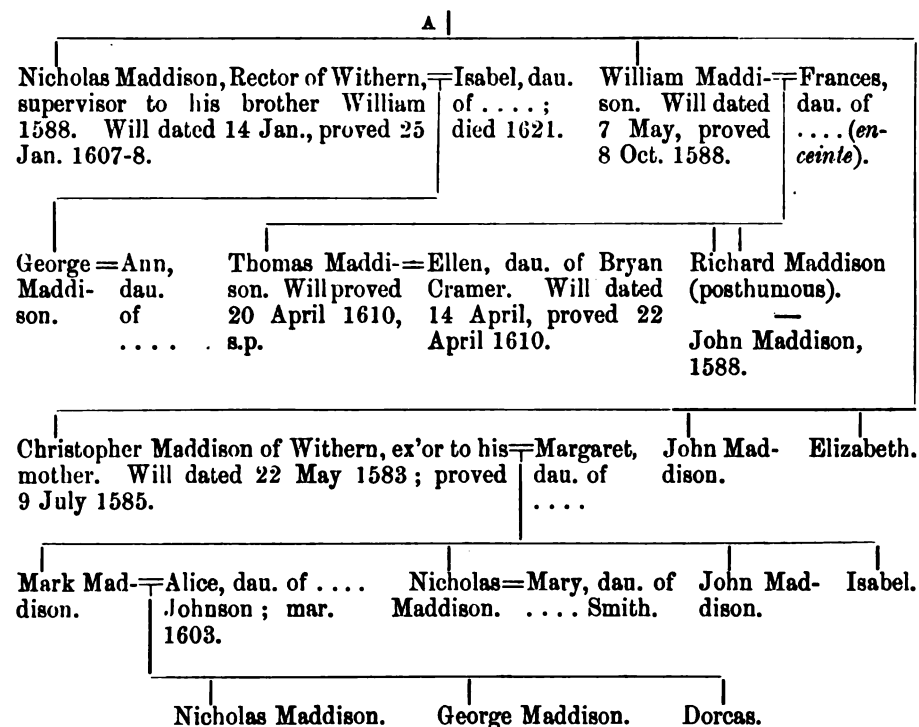 A
Nicholas Maddison, Rector of Withern,
supervisor to his brother William
1588. Will dated 14 Jan., proved 25
Jan. 1607-8.
Isabel, dau.
of . . . . ;
died 1621.
William Maddi-
son. Will dated
7 May, proved
8 Oct. 1588.
Frances,
dau. of
. . . . (en-
ceinte).
George = Ann,
Maddi-
son.
dau.
of
. . . .
Thomas Maddi-
son. Will proved
20 April 1610,
s.p.
= Ellen, dau. of Bryan
Cramer. Will dated
14 April, proved 22
April 1610.
Richard Maddison
(posthumous).
—
John Maddison,
1588.
Christopher Maddison of Withern, ex'or to his
mother. Will dated 22 May 1583 ; proved
9 July 1585.
Margaret,
dau. of
. . . .
John Mad-
dison.
Elizabeth.
Mark Mad-
dison.
Alice, dau. of . . . .
Johnson ; mar.
1603.
Nicholas
Maddison.
= Mary, dau. of
. . . . Smith.
John Mad-
dison.
Isabel.
Nicholas Maddison.
George Maddison.
Dorcas.